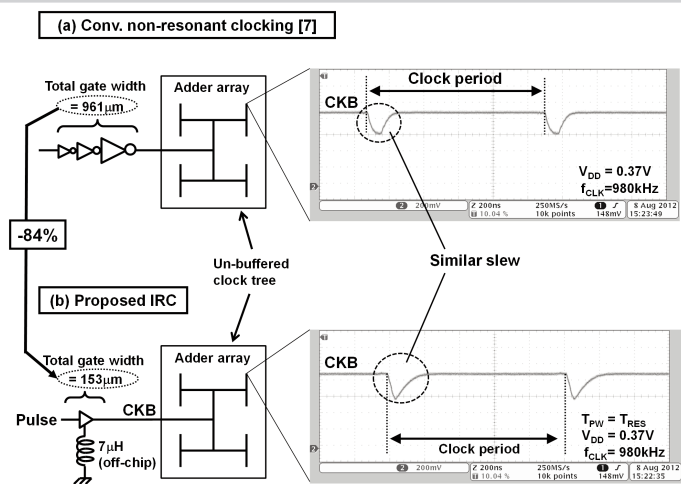 (a) Conv. non-resonant clocking [7]
Total gate width
= 961μm
Adder array
CKB
Clock period
V_DD = 0.37V
f_CLK=980kHz
2 200mV
Z 200ns
10.04 %
250MS/s
10k points
1
148mV
8 Aug 2012
15:23:49
-84%
Un-buffered
clock tree
Similar slew
(b) Proposed IRC
Total gate width
= 153μm
Adder array
Pulse
CKB
7μH
(off-chip)
CKB
Clock period
T_PW = T_RES
V_DD = 0.37V
f_CLK= 980kHz
2 200mV
Z 200ns
10.04 %
250MS/s
10k points
1
148mV
8 Aug 2012
15:22:35